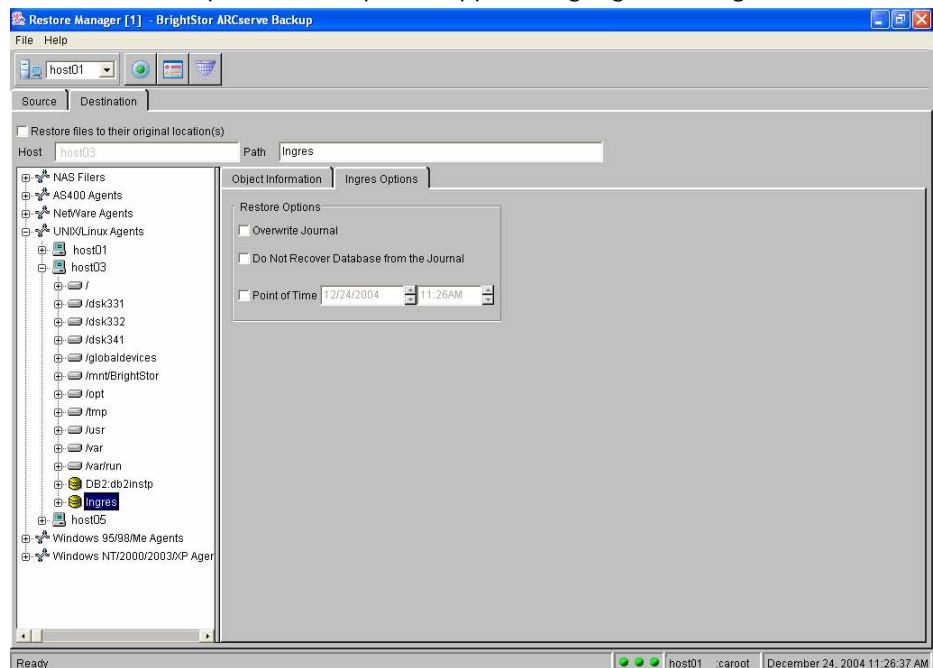 Restore Manager [1] - BrightStor ARCserve Backup
File Help
host01
Source Destination
Restore files to their original location(s)
Host host03 Path Ingres
NAS Filers
AS400 Agents
NetWare Agents
UNIX/Linux Agents
host01
host03
/
/dsk331
/dsk332
/dsk341
/globaldevices
/mnt/BrightStor
/opt
/tmp
/usr
/var
/var/run
DB2:db2instp
Ingres
host05
Windows 95/98/Me Agents
Windows NT/2000/2003/XP Ager
Object Information Ingres Options
Restore Options
Overwrite Journal
Do Not Recover Database from the Journal
Point of Time 12/24/2004 11:26AM
Ready host01 :caroot December 24, 2004 11:26:37 AM